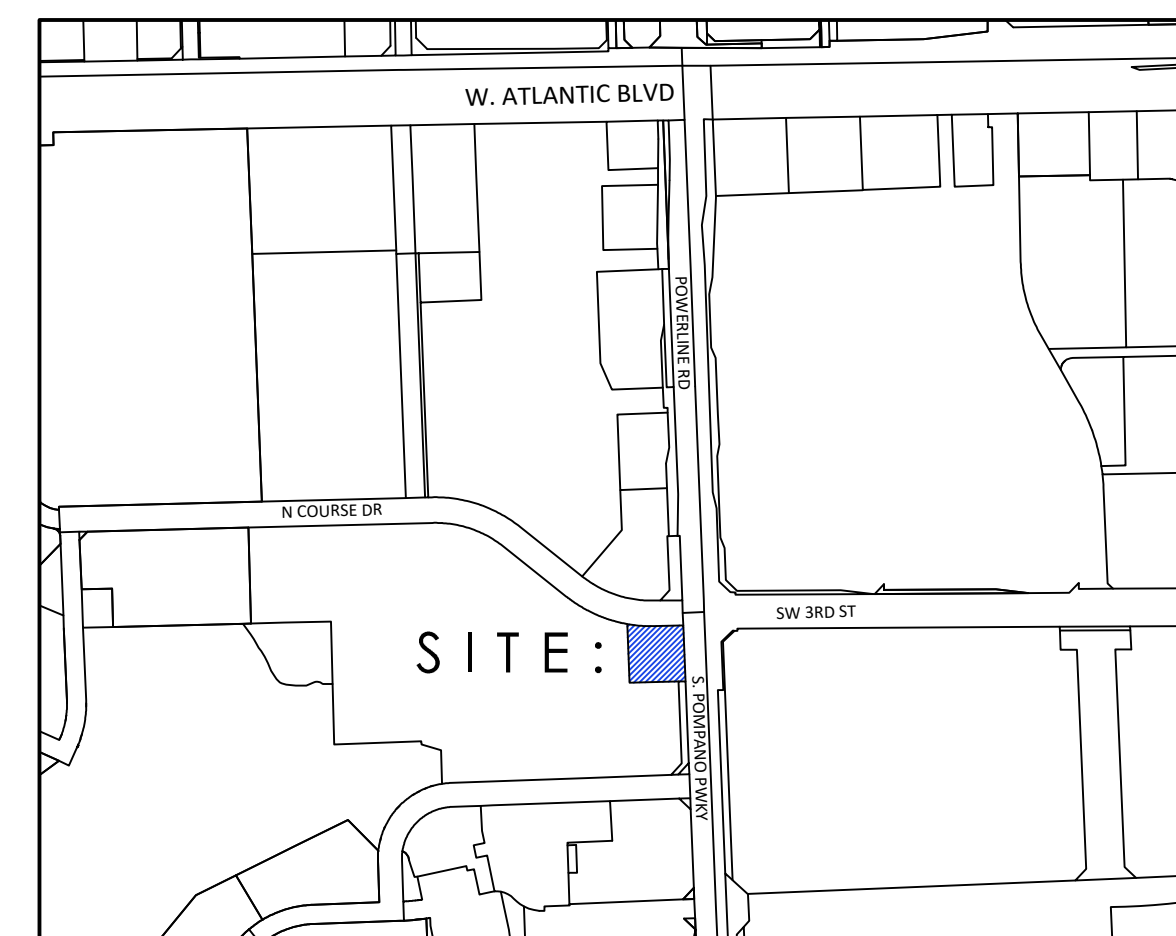 W. ATLANTIC BLVD
POWERLINE RD
N COURSE DR
SW 3RD ST
SITE:
S. POMPANO PWKY